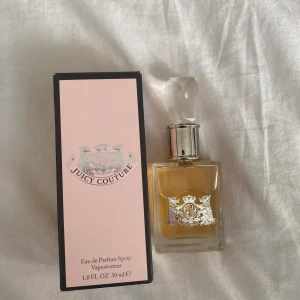 JUICY COUTURE
Eau de Parfum Spray
Vaporisateur
1.0 FL. OZ 30 ml ℮